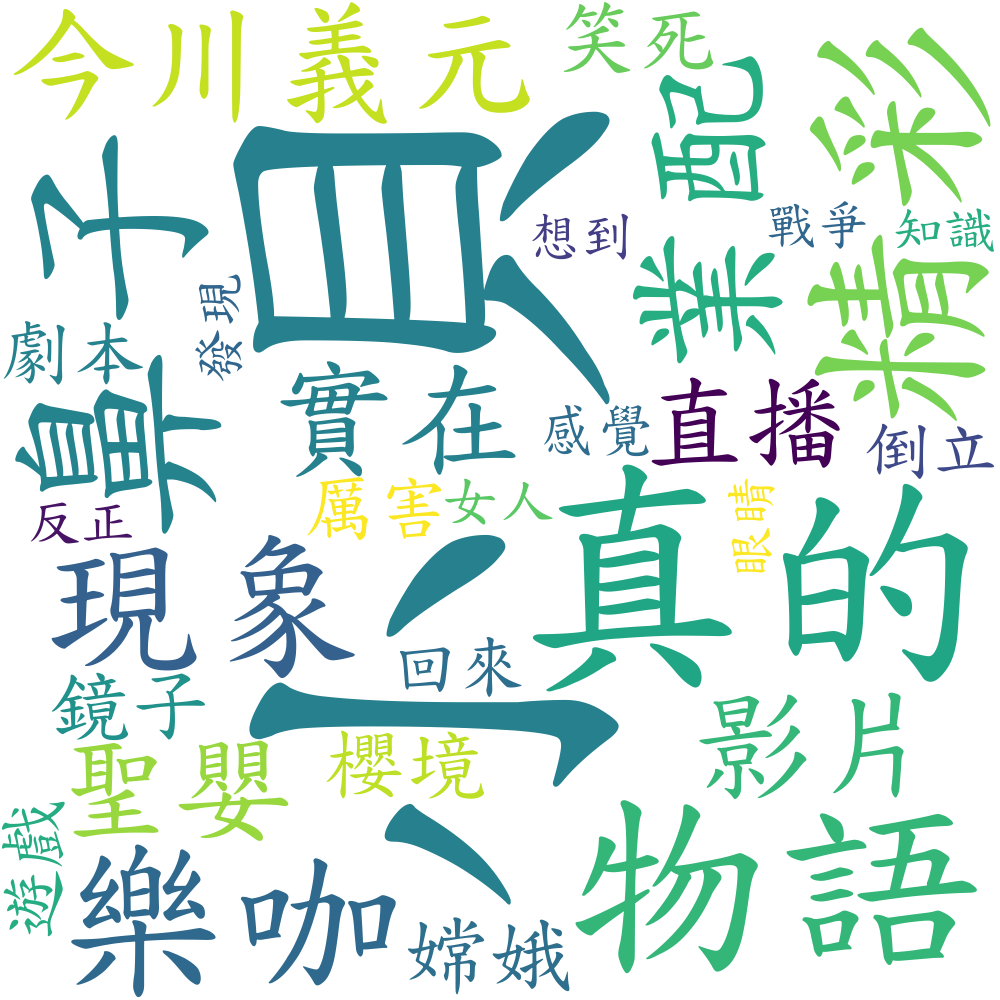 今川義元
笑死
小貝
鼻子
業配
精彩
想到
戰爭
知識
發現
劇本
實在
感覺
直播
倒立
反正
厲害
女人
眼睛
真的
現象
回來
鏡子
影片
聖嬰
櫻境
遊戲
樂咖
物語
嫦娥